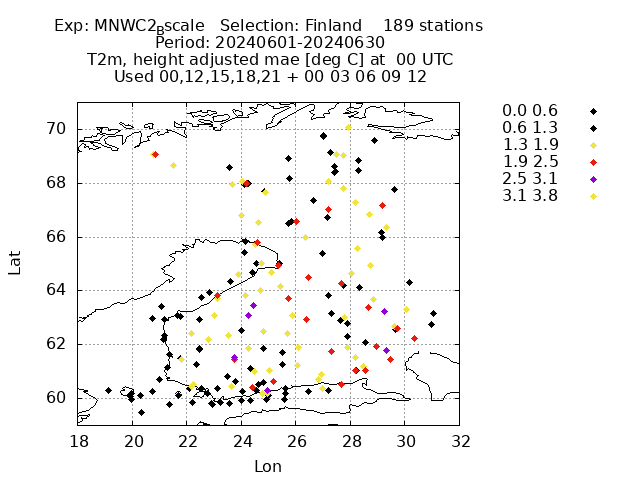 Exp: MNWC2_Bscale Selection: Finland 189 stations
Period: 20240601-20240630
T2m, height adjusted mae [deg C] at 00 UTC
Used 00,12,15,18,21 + 00 03 06 09 12
0.0 0.6
0.6 1.3
1.3 1.9
1.9 2.5
2.5 3.1
3.1 3.8
70
68
66
64
62
60
Lat
18 20 22 24 26 28 30 32
Lon